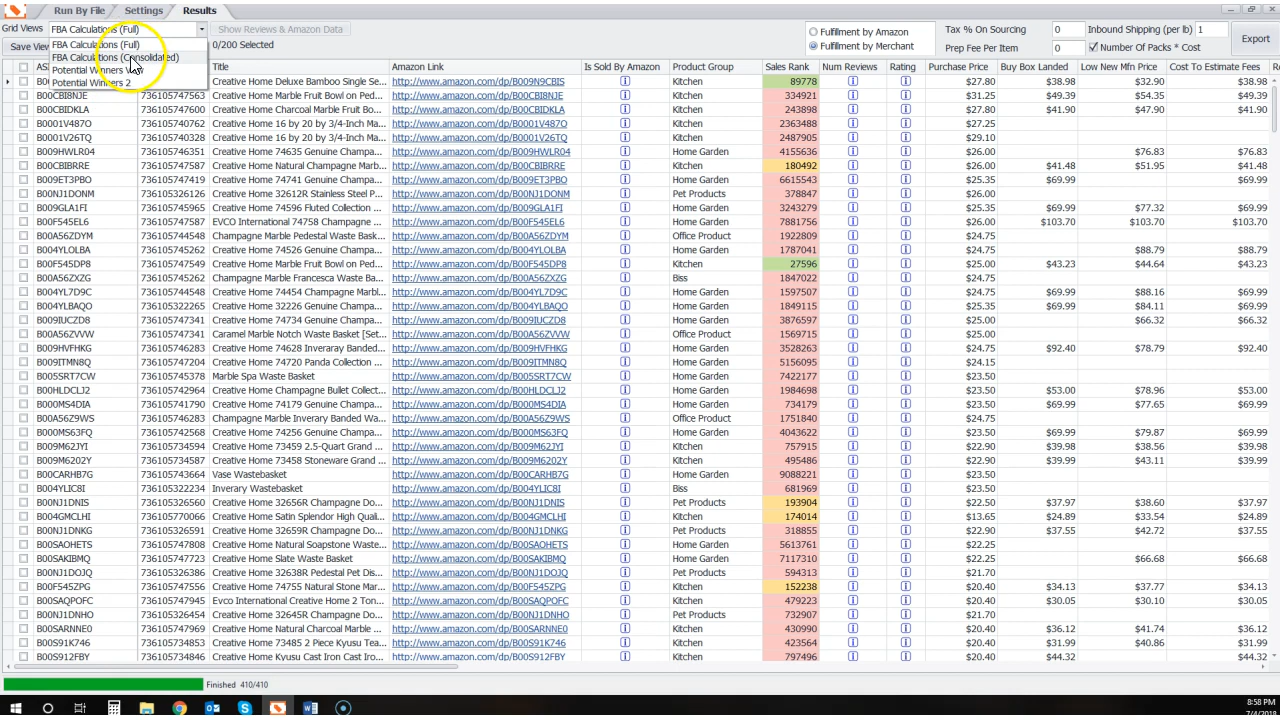 Run By File Settings Results
Grid Views FBA Calculations (Full) Show Reviews & Amazon Data
Fulfillment by Amazon Tax % On Sourcing 0 Inbound Shipping (per lb) 1 Export
Save View FBA Calculations (Full) 0/200 Selected Fulfillment by Merchant Prep Fee Per Item 0 Number Of Packs * Cost
FBA Calculations (Consolidated)
Potential Winners
Potential Winners 2
Title Amazon Link Is Sold By Amazon Product Group Sales Rank Num Reviews Rating Purchase Price Buy Box Landed Low New Mfn Price Cost To Estimate Fees
Creative Home Deluxe Bamboo Single Se... http://www.amazon.com/dp/B009N9CBIS Kitchen 89778 $27.80 $38.98 $32.90 $38.98
B00CBI8NJE 736105747563 Creative Home Marble Fruit Bowl on Ped... http://www.amazon.com/dp/B00CBI8NJE Kitchen 334921 $31.25 $49.39 $54.35 $49.39
B00CBIDKLA 736105747570 Creative Home Charcoal Marble Fruit Bo... http://www.amazon.com/dp/B00CBIDKLA Kitchen 243898 $27.80 $41.90 $47.90 $41.90
B0001V487O 736105740762 Creative Home 16 by 20 by 3/4-Inch Ma... http://www.amazon.com/dp/B0001V487O Kitchen 2363488 $27.25
B0001V26TQ 736105740328 Creative Home 16 by 20 by 3/4-Inch Ma... http://www.amazon.com/dp/B0001V26TQ Kitchen 2487905 $29.10
B009HWLR04 736105746351 Creative Home 74635 Genuine Champa... http://www.amazon.com/dp/B009HWLR04 Home Garden 4155636 $26.00 $76.83 $76.83
B00CBIBRRE 736105747587 Creative Home Natural Champagne Marb... http://www.amazon.com/dp/B00CBIBRRE Kitchen 180492 $26.00 $41.48 $51.95 $41.48
B009ET3PBO 736105747419 Creative Home 74741 Genuine Champa... http://www.amazon.com/dp/B009ET3PBO Home Garden 6615543 $26.00 $69.99 $69.99
B00NJ1DONM 736105326126 Creative Home 32612R Stainless Steel P... http://www.amazon.com/dp/B00NJ1DONM Pet Products 378847 $26.00
B009GLA1FI 736105745965 Creative Home 74596 Fluted Collection ... http://www.amazon.com/dp/B009GLA1FI Home Garden 3243279 $25.35 $69.99 $77.32 $69.99
B00F545EL6 736105747587 EVCO International 74758 Champagne ... http://www.amazon.com/dp/B00F545EL6 Home Garden 7881756 $26.00 $103.70 $103.70 $103.70
B00A56ZDYM 736105744548 Champagne Marble Pedestal Waste Bask... http://www.amazon.com/dp/B00A56ZDYM Office Product 1922809 $24.75
B004YLOLBA 736105745262 Creative Home 74526 Genuine Champa... http://www.amazon.com/dp/B004YLOLBA Home Garden 1787041 $24.75 $88.79 $88.79
B00F545DP8 736105747549 Creative Home Marble Fruit Bowl on Ped... http://www.amazon.com/dp/B00F545DP8 Kitchen 27596 $25.00 $43.23 $44.64 $43.23
B00A56ZXZG 736105745262 Champagne Marble Francesca Waste Ba... http://www.amazon.com/dp/B00A56ZXZG Biss 1847022 $24.75
B004YL7D9C 736105744454 Creative Home 74454 Champagne Marbl... http://www.amazon.com/dp/B004YL7D9C Home Garden 1597507 $24.75 $69.99 $88.16 $69.99
B004YLBAQO 736105322265 Creative Home 32226 Genuine Champa... http://www.amazon.com/dp/B004YLBAQO Home Garden 1849115 $25.35 $69.99 $84.11 $69.99
B009IUCZD8 736105747341 Creative Home 74734 Genuine Champa... http://www.amazon.com/dp/B009IUCZD8 Home Garden 3876597 $25.00 $66.32 $66.32
B00A56ZVVW 736105747341 Caramel Marble Notch Waste Basket [Set... http://www.amazon.com/dp/B00A56ZVVW Office Product 1569715 $25.00
B009HVFHKG 736105746283 Creative Home 74628 Inveraray Banded... http://www.amazon.com/dp/B009HVFHKG Home Garden 3528263 $25.00 $92.40 $78.79 $92.40
B009ITMN8Q 736105747204 Creative Home 74720 Panda Collection ... http://www.amazon.com/dp/B009ITMN8Q Home Garden 5156095 $24.15
B005SRT7CW 736105745378 Marble Spa Waste Basket http://www.amazon.com/dp/B005SRT7CW Home Garden 7422177 $23.50
B00HLDCLJ2 736105742964 Creative Home Champagne Bullet Collect... http://www.amazon.com/dp/B00HLDCLJ2 Home Garden 1984698 $23.50 $53.00 $78.96 $53.00
B000MS4DIA 736105741790 Creative Home 74179 Genuine Champa... http://www.amazon.com/dp/B000MS4DIA Home Garden 734179 $23.50 $69.99 $77.65 $69.99
B00A56Z9WS 736105746283 Champagne Marble Inverary Banded Wa... http://www.amazon.com/dp/B00A56Z9WS Office Product 1751840 $24.75
B000MS63FQ 736105742568 Creative Home 74256 Genuine Champa... http://www.amazon.com/dp/B000MS63FQ Home Garden 4043622 $23.50 $69.99 $79.87 $69.99
B009M62JYI 736105734594 Creative Home 73459 2.5-Quart Grand ... http://www.amazon.com/dp/B009M62JYI Kitchen 757915 $22.90 $39.98 $38.56 $39.98
B009M6202Y 736105734587 Creative Home 73458 Stoneware Grand ... http://www.amazon.com/dp/B009M6202Y Kitchen 495486 $22.90 $39.99 $43.11 $39.99
B00CARHB7G 736105743664 Vase Wastebasket http://www.amazon.com/dp/B00CARHB7G Home Garden 9088221 $23.50
B004YLIC8I 736105322234 Inverary Wastebasket http://www.amazon.com/dp/B004YLIC8I Biss 681969 $23.50
B00NJ1DNIS 736105326560 Creative Home 32656R Champagne Do... http://www.amazon.com/dp/B00NJ1DNIS Pet Products 193904 $22.90 $37.97 $38.60 $37.97
B004GMCLHI 736105770066 Creative Home Satin Splendor High Quali... http://www.amazon.com/dp/B004GMCLHI Kitchen 174014 $13.65 $24.89 $33.54 $24.89
B00NJ1DNKG 736105326591 Creative Home 32659R Champagne Do... http://www.amazon.com/dp/B00NJ1DNKG Pet Products 318855 $22.90 $37.55 $42.72 $37.55
B00SAOHETS 736105747808 Creative Home Natural Soapstone Waste... http://www.amazon.com/dp/B00SAOHETS Home Garden 5613761 $22.25
B00SAKIBMQ 736105747723 Creative Home Slate Waste Basket http://www.amazon.com/dp/B00SAKIBMQ Home Garden 7117310 $22.25 $66.68 $66.68
B00NJ1DOJQ 736105326386 Creative Home 32638R Pedestal Pet Dis... http://www.amazon.com/dp/B00NJ1DOJQ Pet Products 594313 $21.70
B00F545ZPG 736105747556 Creative Home 74755 Natural Stone Mar... http://www.amazon.com/dp/B00F545ZPG Kitchen 152238 $20.40 $34.13 $37.77 $34.13
B00SAQPOFC 736105747945 Evco International Creative Home 2 Ton... http://www.amazon.com/dp/B00SAQPOFC Kitchen 479223 $20.40 $30.05 $30.10 $30.05
B00NJ1DNHO 736105326454 Creative Home 32645R Champagne Do... http://www.amazon.com/dp/B00NJ1DNHO Pet Products 732907 $21.70
B00SARNNE0 736105747969 Creative Home Natural Charcoal Marble ... http://www.amazon.com/dp/B00SARNNE0 Kitchen 430990 $20.40 $36.12 $41.74 $36.12
B00S91K746 736105734853 Creative Home 73485 2 Piece Kyusu Tea... http://www.amazon.com/dp/B00S91K746 Kitchen 423564 $20.40 $31.99 $40.86 $31.99
B00S912FBY 736105734846 Creative Home Kyusu Cast Iron Cast Iro... http://www.amazon.com/dp/B00S912FBY Kitchen 797496 $20.40 $44.32 $44.32
Finished 410/410
8:58 PM
7/4/2018